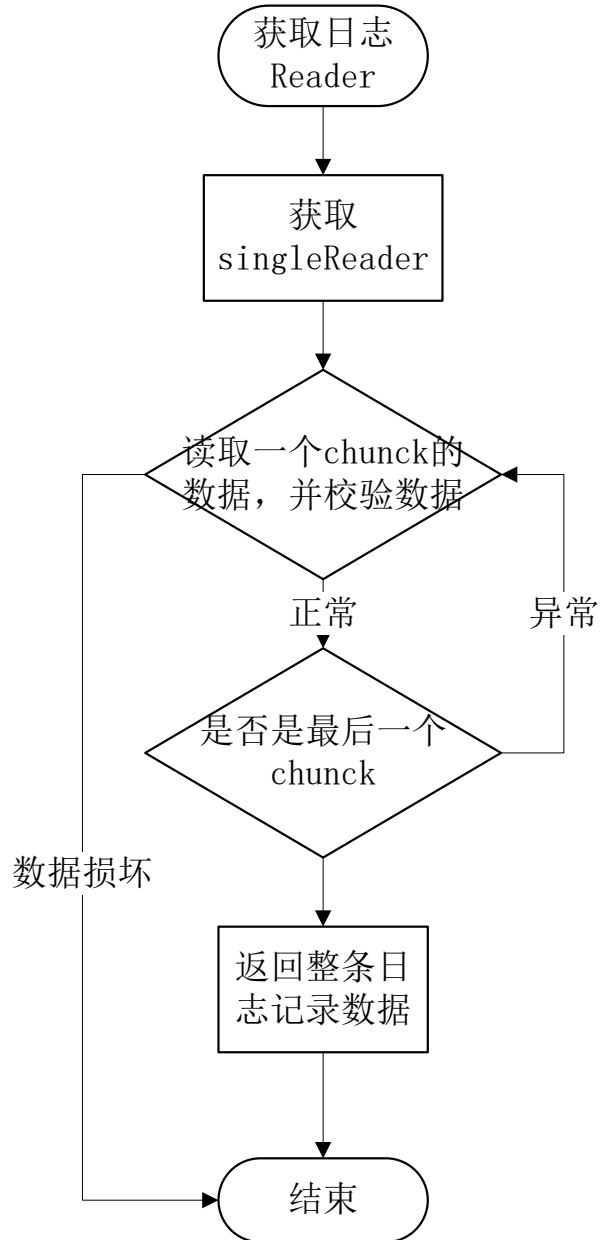 获取日志
Reader
获取
singleReader
读取一个chunck的
数据，并校验数据
正常
异常
是否是最后一个
chunck
数据损坏
返回整条日
志记录数据
结束